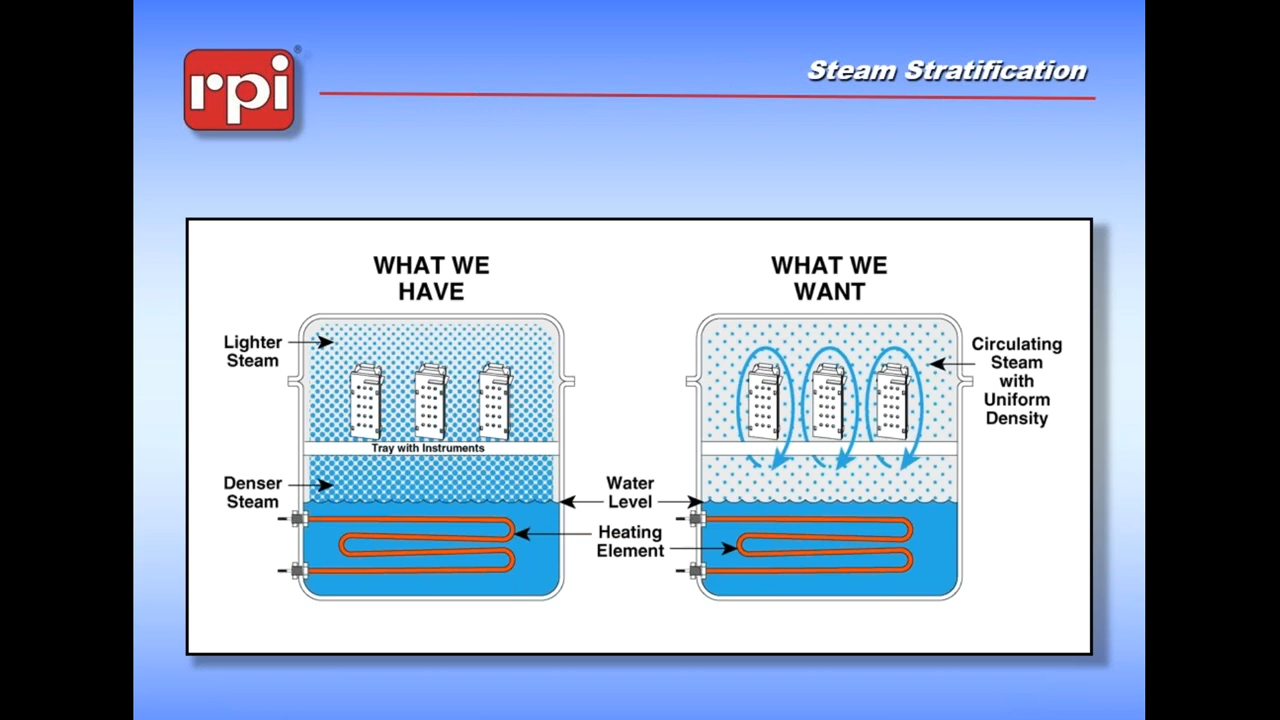 rpi®
Steam Stratification
WHAT WE
HAVE
WHAT WE
WANT
Lighter
Steam
Tray with Instruments
Denser
Steam
Water
Level
Heating
Element
Circulating
Steam
with
Uniform
Density